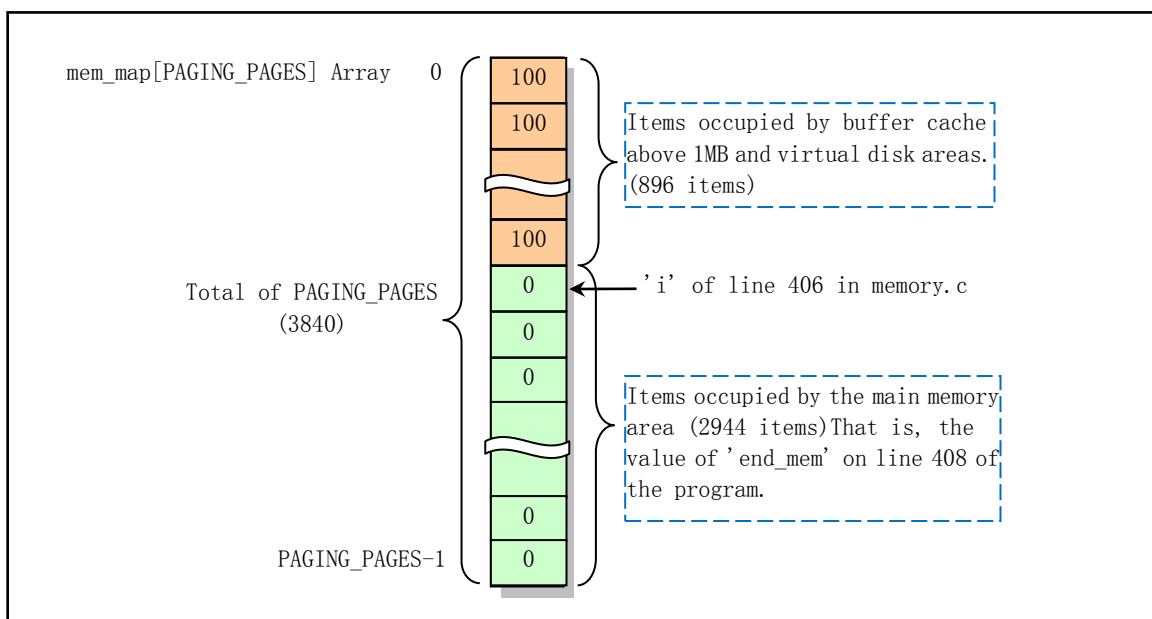 mem_map[PAGING_PAGES] Array 0
100
100
100
Items occupied by buffer cache
above 1MB and virtual disk areas.
(896 items)
0
'i' of line 406 in memory.c
Total of PAGING_PAGES
(3840)
0
0
Items occupied by the main memory
area (2944 items)That is, the
value of 'end_mem' on line 408 of
the program.
0
PAGING_PAGES-1
0